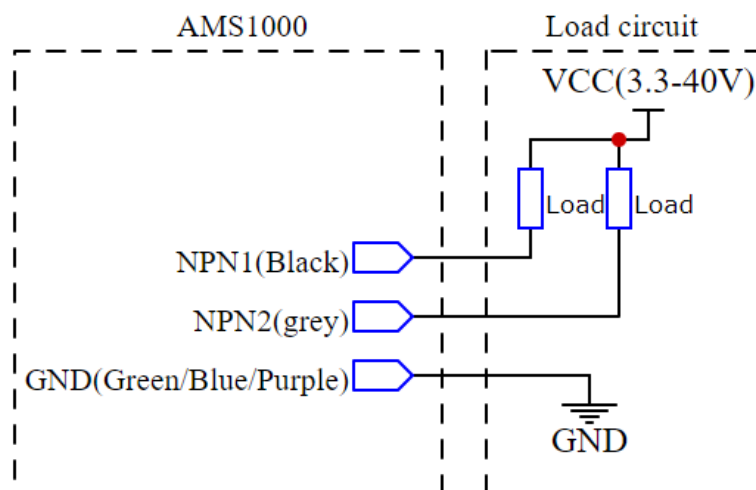 AMS1000
Load circuit
VCC(3.3-40V)
Load
Load
NPN1(Black)
NPN2(grey)
GND(Green/Blue/Purple)
GND